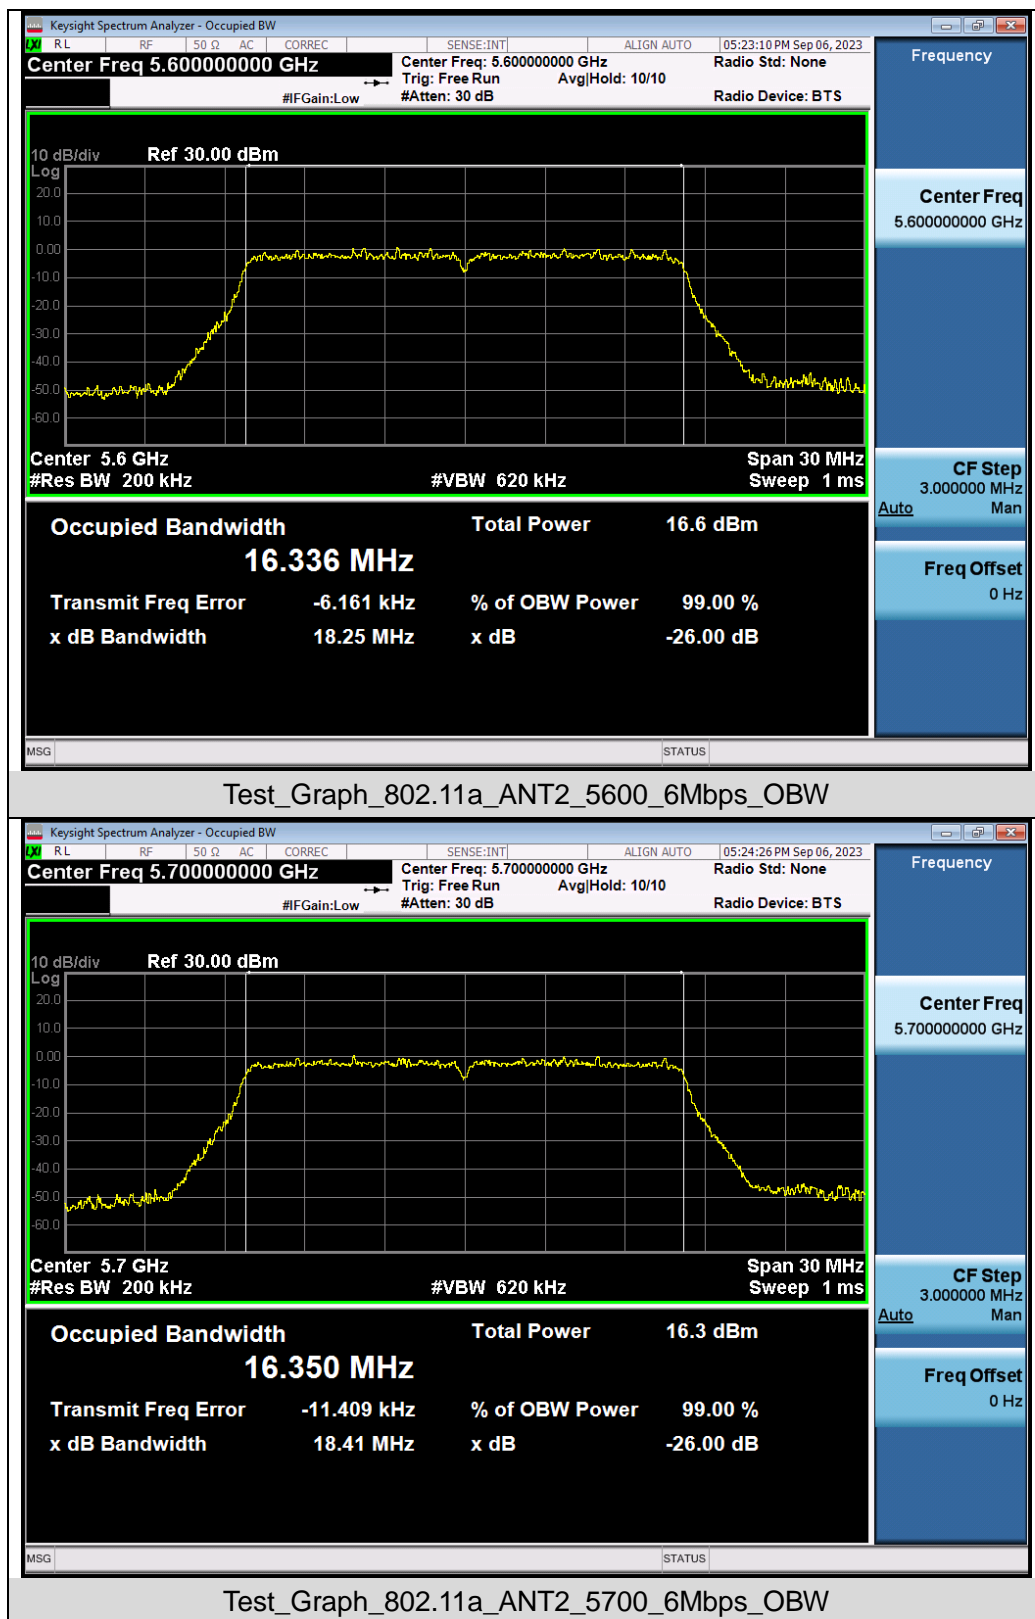 Keysight Spectrum Analyzer - Occupied BW
LXI RL RF 50 Ω AC CORREC SENSE:INT ALIGN AUTO 05:23:10 PM Sep 06, 2023
Center Freq 5.600000000 GHz
Center Freq: 5.600000000 GHz Radio Std: None
Trig: Free Run Avg|Hold: 10/10
#IFGain:Low #Atten: 30 dB Radio Device: BTS
Frequency
10 dB/div Ref 30.00 dBm
Log
20.0
10.0
0.00
-10.0
-20.0
-30.0
-40.0
-50.0
-60.0
Center Freq
5.600000000 GHz
Center 5.6 GHz Span 30 MHz
#Res BW 200 kHz #VBW 620 kHz Sweep 1 ms
CF Step
3.000000 MHz
Auto Man
Freq Offset
0 Hz
Occupied Bandwidth Total Power 16.6 dBm
16.336 MHz
Transmit Freq Error -6.161 kHz % of OBW Power 99.00 %
x dB Bandwidth 18.25 MHz x dB -26.00 dB
MSG STATUS
Test_Graph_802.11a_ANT2_5600_6Mbps_OBW
Keysight Spectrum Analyzer - Occupied BW
LXI RL RF 50 Ω AC CORREC SENSE:INT ALIGN AUTO 05:24:26 PM Sep 06, 2023
Center Freq 5.700000000 GHz
Center Freq: 5.700000000 GHz Radio Std: None
Trig: Free Run Avg|Hold: 10/10
#IFGain:Low #Atten: 30 dB Radio Device: BTS
Frequency
10 dB/div Ref 30.00 dBm
Log
20.0
10.0
0.00
-10.0
-20.0
-30.0
-40.0
-50.0
-60.0
Center Freq
5.700000000 GHz
Center 5.7 GHz Span 30 MHz
#Res BW 200 kHz #VBW 620 kHz Sweep 1 ms
CF Step
3.000000 MHz
Auto Man
Freq Offset
0 Hz
Occupied Bandwidth Total Power 16.3 dBm
16.350 MHz
Transmit Freq Error -11.409 kHz % of OBW Power 99.00 %
x dB Bandwidth 18.41 MHz x dB -26.00 dB
MSG STATUS
Test_Graph_802.11a_ANT2_5700_6Mbps_OBW